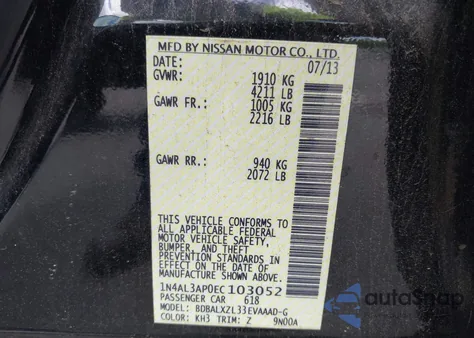 MFD BY NISSAN MOTOR CO., LTD.
DATE: 07/13
GVWR: 1910 KG
4211 LB
GAWR FR.: 1005 KG
2216 LB
GAWR RR.: 940 KG
2072 LB
THIS VEHICLE CONFORMS TO
ALL APPLICABLE FEDERAL
MOTOR VEHICLE SAFETY,
BUMPER, AND THEFT
PREVENTION STANDARDS IN
EFFECT ON THE DATE OF
MANUFACTURE SHOWN ABOVE.
1N4AL3AP0EC103052
PASSENGER CAR 618
MODEL: BDBALXZL33EVAAAD-G
COLOR: KH3 TRIM: Z 9N00A
autoSnap